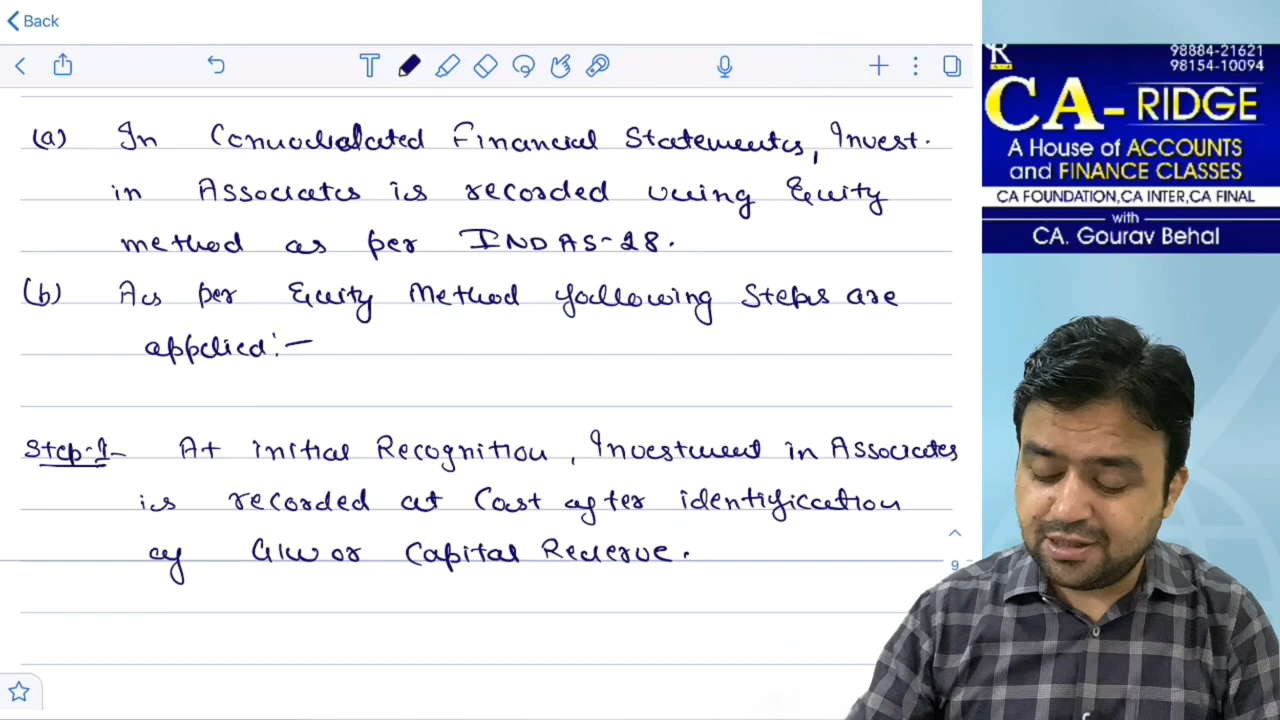 Back
(a) In Consolidated Financial Statements, Invest.
in Associates is recorded using Equity
method as per INDAS-28.
(b) As per Equity Method following Steps are
applied:-
Step-1- At initial Recognition, Investment in Associates
is recorded at Cost after identification
of G/W or Capital Reserve.
9
R
98884-21621
98154-10094
CA- RIDGE
A House of ACCOUNTS
and FINANCE CLASSES
CA FOUNDATION,CA INTER,CA FINAL
with
CA. Gourav Behal